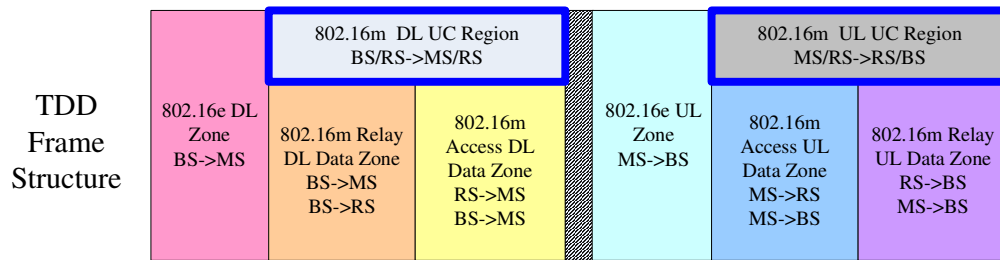 TDD
Frame
Structure
802.16e DL
Zone
BS->MS
802.16m  DL UC Region
BS/RS->MS/RS
802.16m Relay
DL Data Zone
BS->MS
BS->RS
802.16m
Access DL
Data Zone
RS->MS
BS->MS
802.16e UL
Zone
MS->BS
802.16m  UL UC Region
MS/RS->RS/BS
802.16m
Access UL
Data Zone
MS->RS
MS->BS
802.16m Relay
UL Data Zone
RS->BS
MS->BS